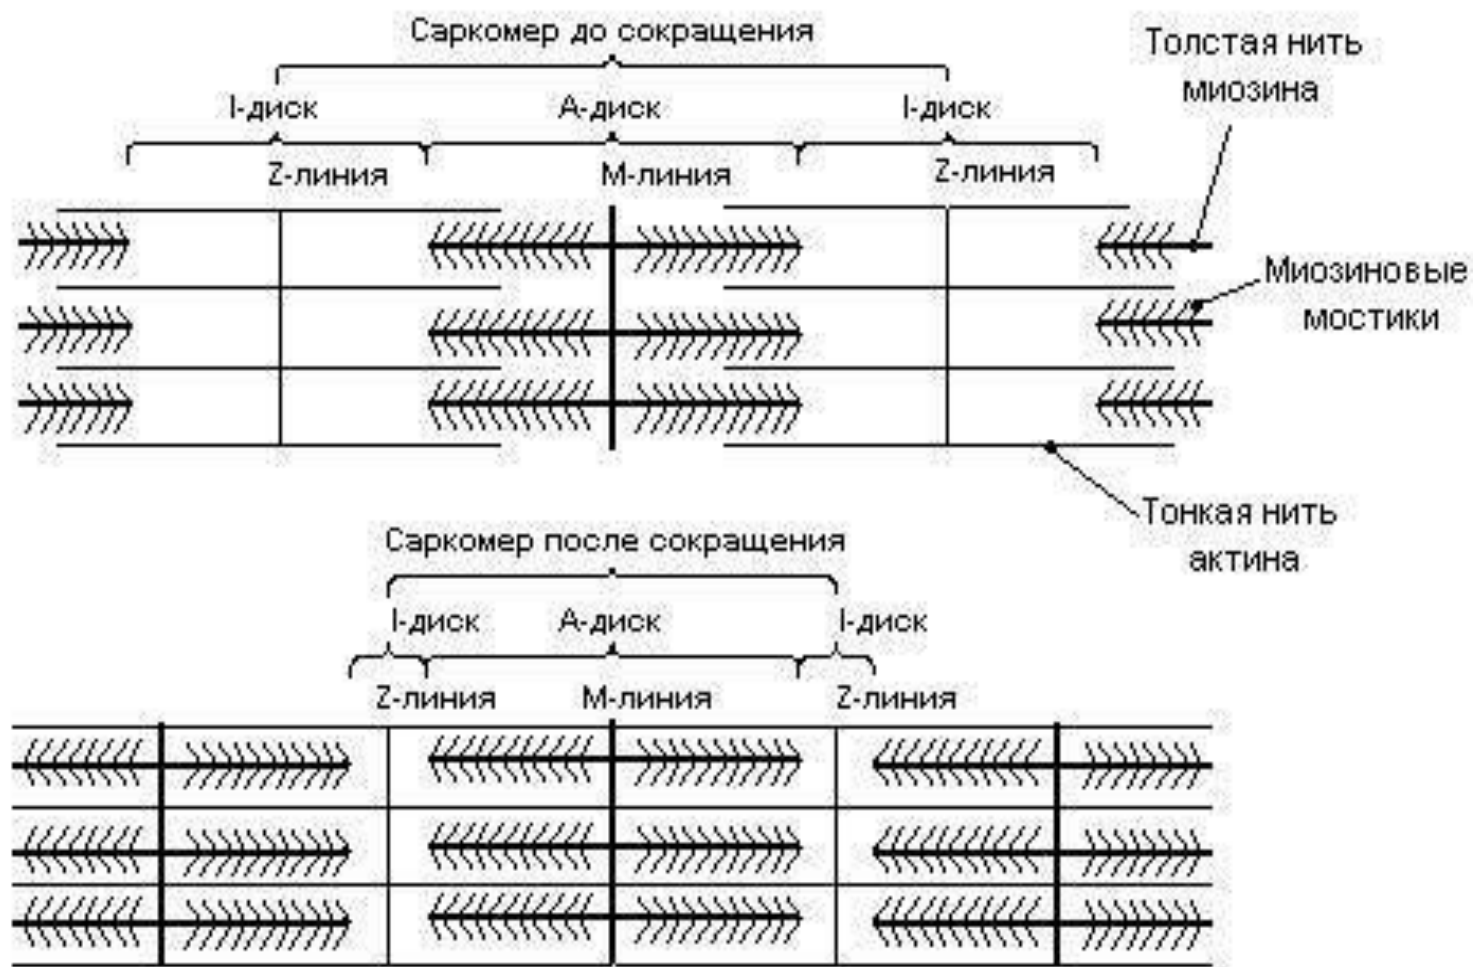 Саркомер до сокращения
Толстая нить
миозина
I-диск
А-диск
I-диск
Z-линия
М-линия
Z-линия
Миозиновые
мостики
Тонкая нить
актина
Саркомер после сокращения
I-диск
А-диск
I-диск
Z-линия
М-линия
Z-линия